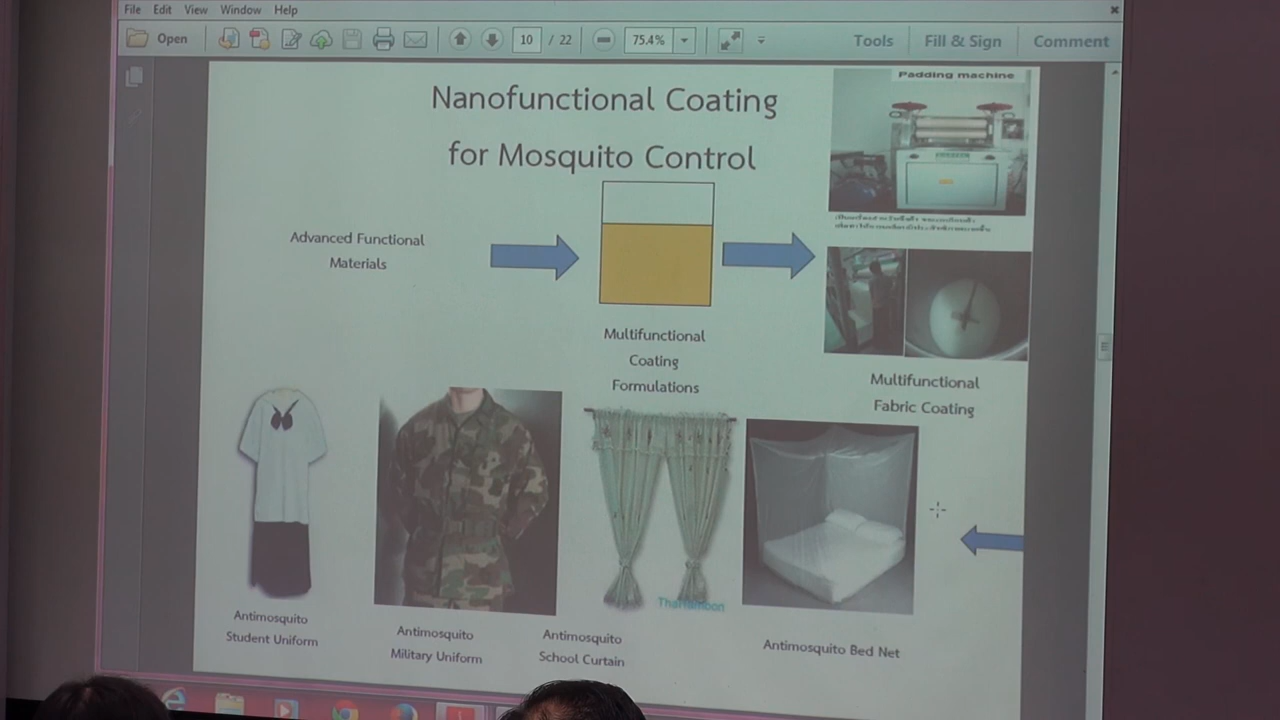 File Edit View Window Help
Open 10 / 22 75.4% Tools Fill & Sign Comment
Nanofunctional Coating
for Mosquito Control
Padding machine
Advanced Functional
Materials
Multifunctional
Coating
Formulations
Multifunctional
Fabric Coating
Antimosquito
Student Uniform
Antimosquito
Military Uniform
Antimosquito
School Curtain
Antimosquito Bed Net